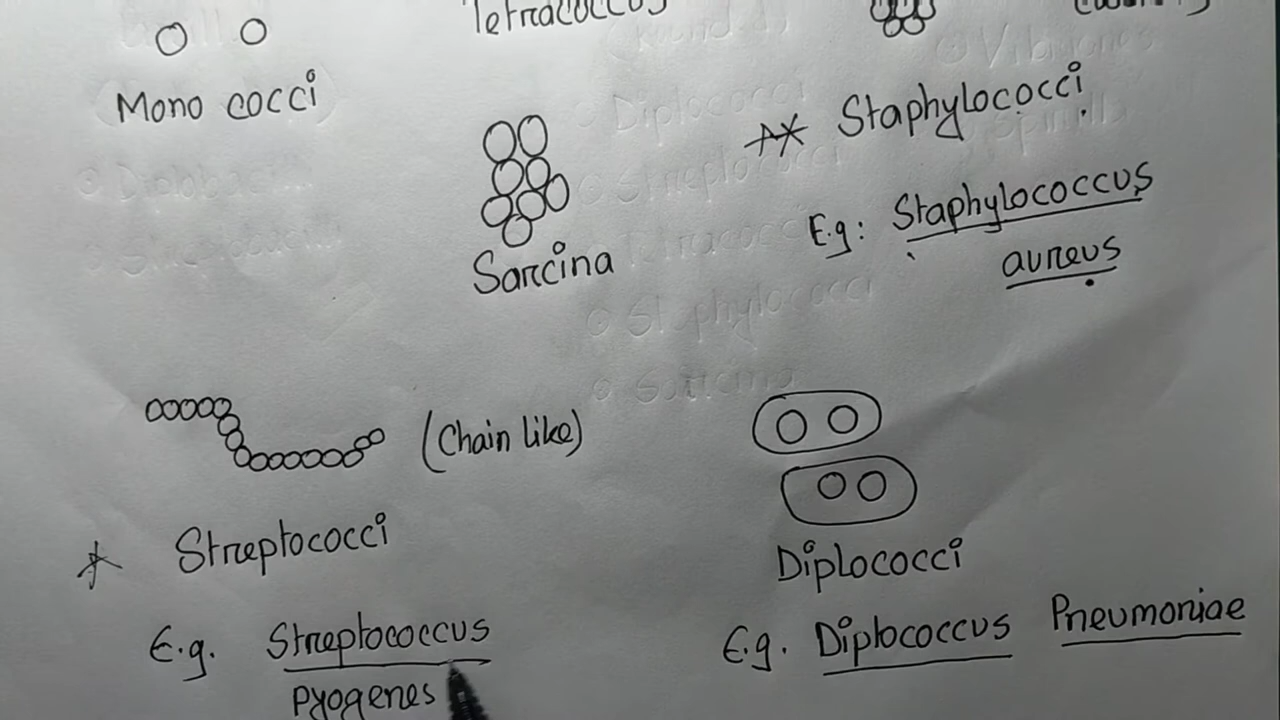 Tetracoccus
Mono cocci
Sarcina
Staphylococci
E.g: Staphylococcus
aureus
(Chain like)
Streptococci
E.g. Streptococcus
Pyogenes
Diplococci
E.g. Diplococcus Pneumoniae